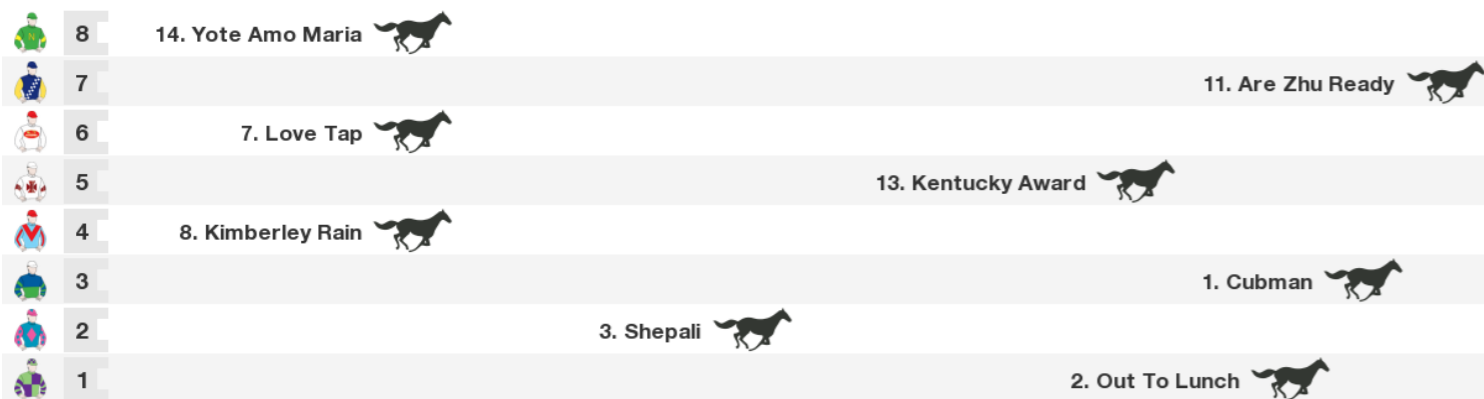 8 14. Yote Amo Maria
7 11. Are Zhu Ready
6 7. Love Tap
5 13. Kentucky Award
4 8. Kimberley Rain
3 1. Cubman
2 3. Shepali
1 2. Out To Lunch